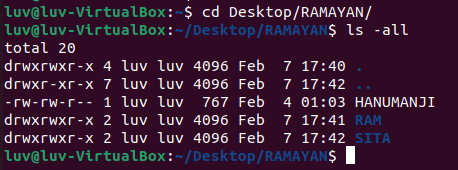 luv@luv-VirtualBox:~$ cd Desktop/RAMAYAN/
luv@luv-VirtualBox:~/Desktop/RAMAYAN$ ls -all
total 20
drwxrwxr-x 4 luv luv 4096 Feb  7 17:40 .
drwxr-xr-x 7 luv luv 4096 Feb  7 17:42 ..
-rw-rw-r-- 1 luv luv  767 Feb  4 01:03 HANUMANJI
drwxrwxr-x 2 luv luv 4096 Feb  7 17:41 RAM
drwxrwxr-x 2 luv luv 4096 Feb  7 17:42 SITA
luv@luv-VirtualBox:~/Desktop/RAMAYAN$